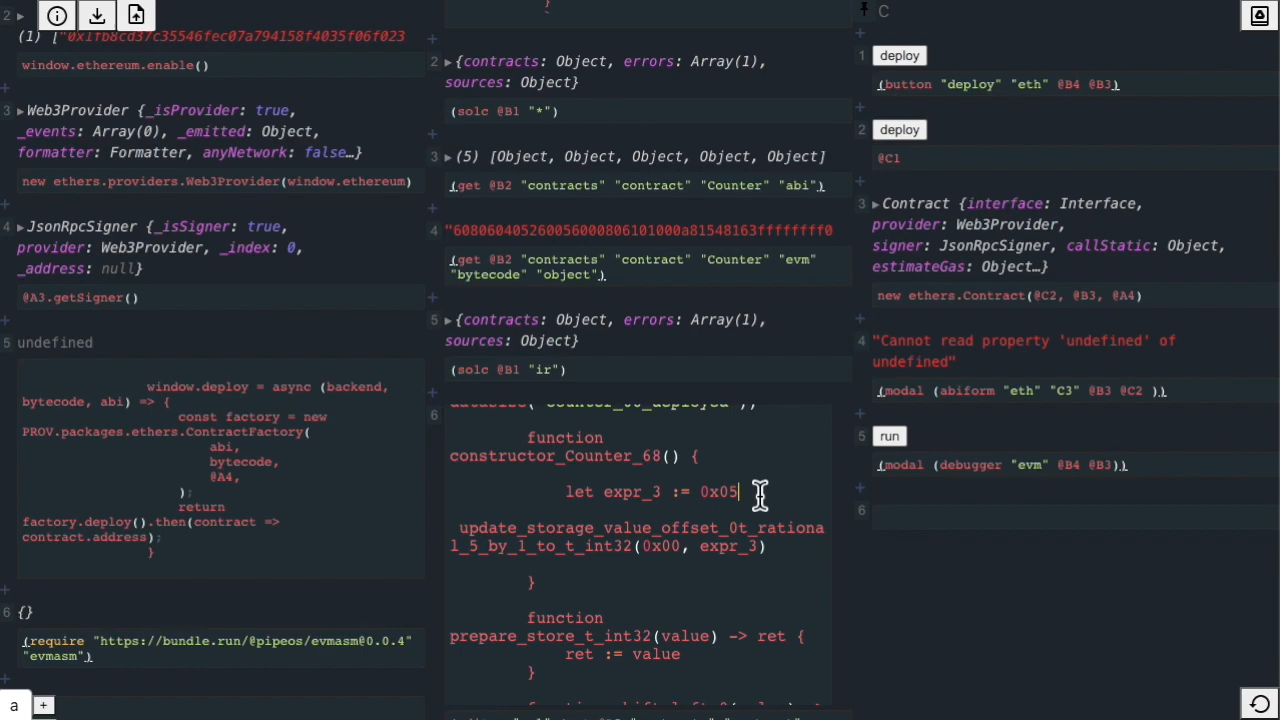 2
(1) ["0x1fb8cd37c35546fec07a794158f4035f06f023
window.ethereum.enable()
3 ▶Web3Provider {_isProvider: true,
_events: Array(0), _emitted: Object,
formatter: Formatter, anyNetwork: false…}
new ethers.providers.Web3Provider(window.ethereum)
4 ▶JsonRpcSigner {_isSigner: true,
provider: Web3Provider, _index: 0,
_address: null}
@A3.getSigner()
5 undefined
window.deploy = async (backend,
bytecode, abi) => {
const factory = new
PROV.packages.ethers.ContractFactory(
abi,
bytecode,
@A4,
);
return
factory.deploy().then(contract =>
contract.address);
}
6 {}
(require "https://bundle.run/@pipeos/evmasm@0.0.4"
"evmasm")
a +
}
`
2 ▶{contracts: Object, errors: Array(1),
sources: Object}
(solc @B1 "*")
3 ▶(5) [Object, Object, Object, Object, Object]
(get @B2 "contracts" "contract" "Counter" "abi")
4 "608060405260056000806101000a81548163ffffffff0
(get @B2 "contracts" "contract" "Counter" "evm"
"bytecode" "object")
5 ▶{contracts: Object, errors: Array(1),
sources: Object}
(solc @B1 "ir")
6
function
constructor_Counter_68() {
let expr_3 := 0x05
update_storage_value_offset_0t_rationa
l_5_by_1_to_t_int32(0x00, expr_3)
}
function
prepare_store_t_int32(value) -> ret {
ret := value
}
C
1 deploy
(button "deploy" "eth" @B4 @B3)
2 deploy
@C1
3 ▶Contract {interface: Interface,
provider: Web3Provider,
signer: JsonRpcSigner, callStatic: Object,
estimateGas: Object…}
new ethers.Contract(@C2, @B3, @A4)
4 "Cannot read property 'undefined' of
undefined"
(modal (abiform "eth" "C3" @B3 @C2 ))
5 run
(modal (debugger "evm" @B4 @B3))
6